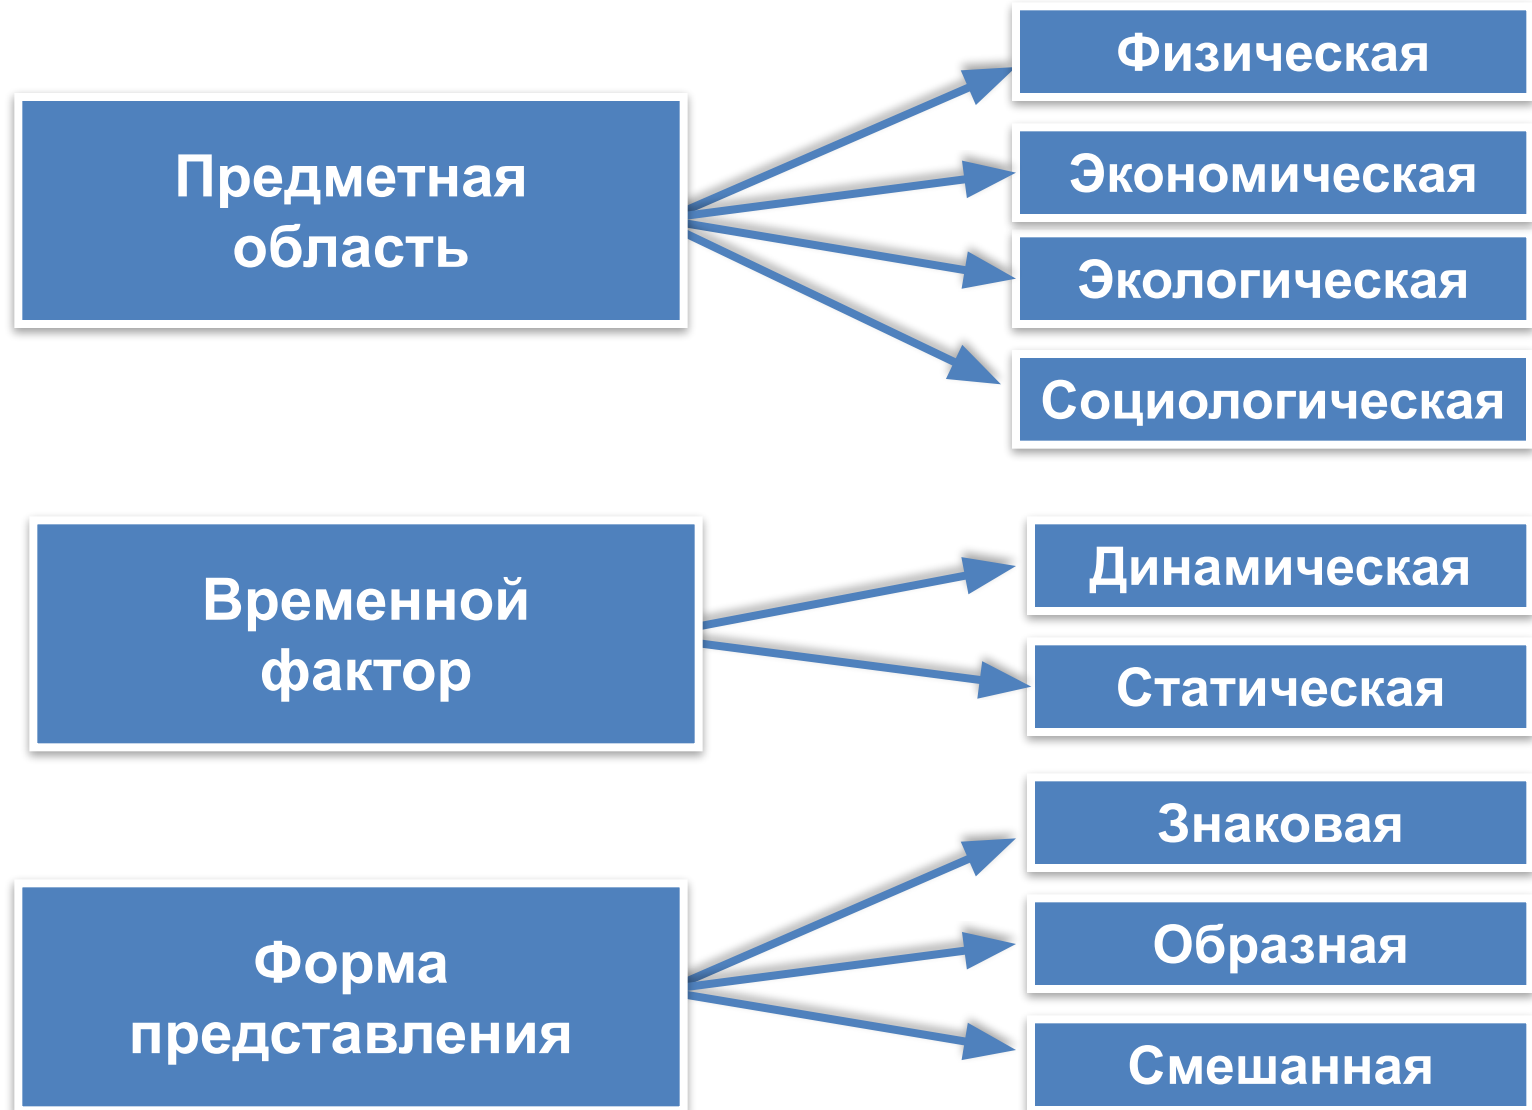 Предметная
область
Физическая
Экономическая
Экологическая
Социологическая
Временной
фактор
Динамическая
Статическая
Форма
представления
Знаковая
Образная
Смешанная